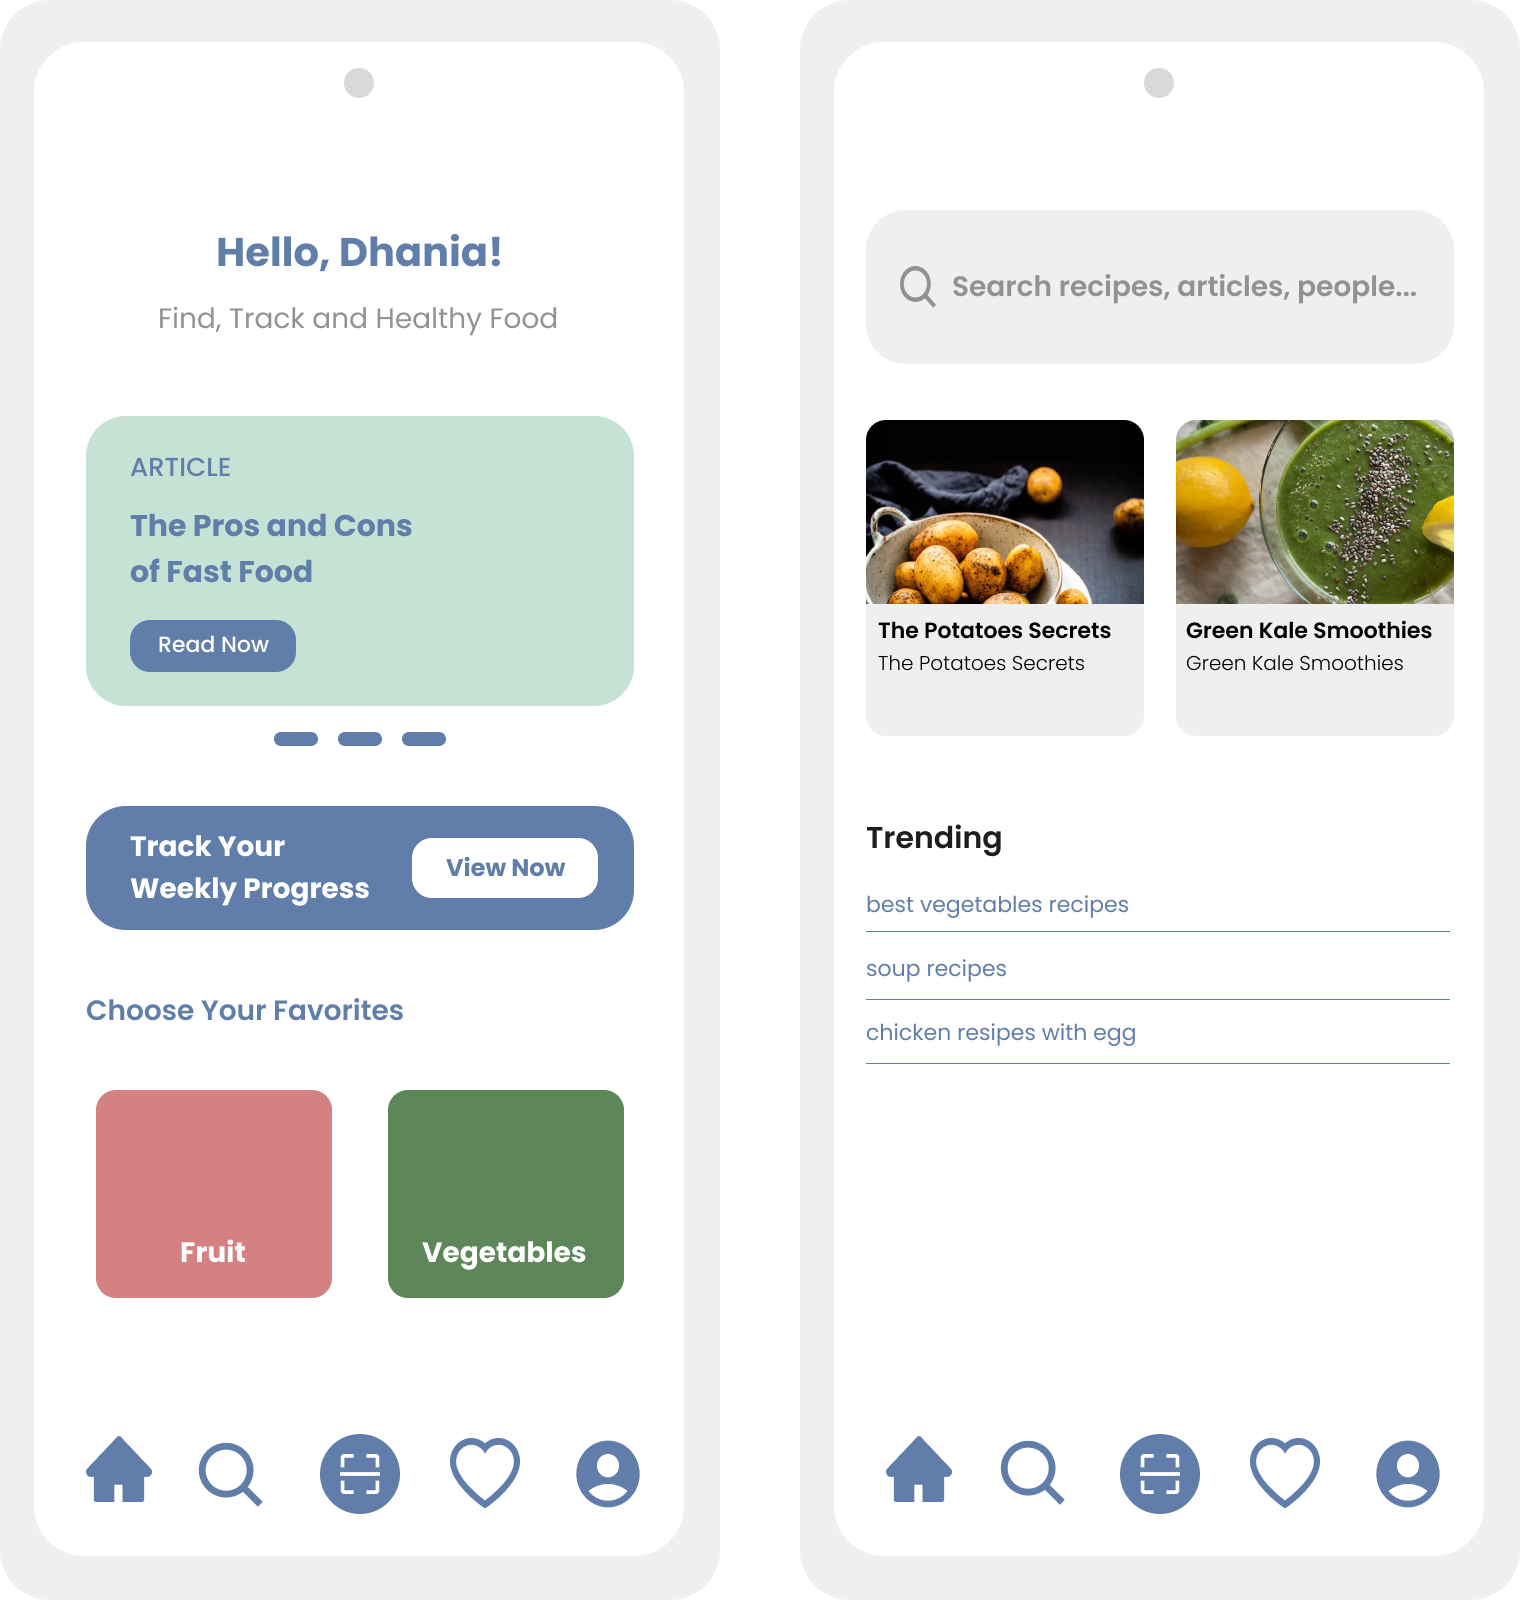 Hello, Dhania!
Find, Track and Healthy Food
ARTICLE
The Pros and Cons
of Fast Food
Read Now
Track Your
Weekly Progress
View Now
Choose Your Favorites
Fruit
Vegetables
Search recipes, articles, people...
The Potatoes Secrets
The Potatoes Secrets
Green Kale Smoothies
Green Kale Smoothies
Trending
best vegetables recipes
soup recipes
chicken resipes with egg